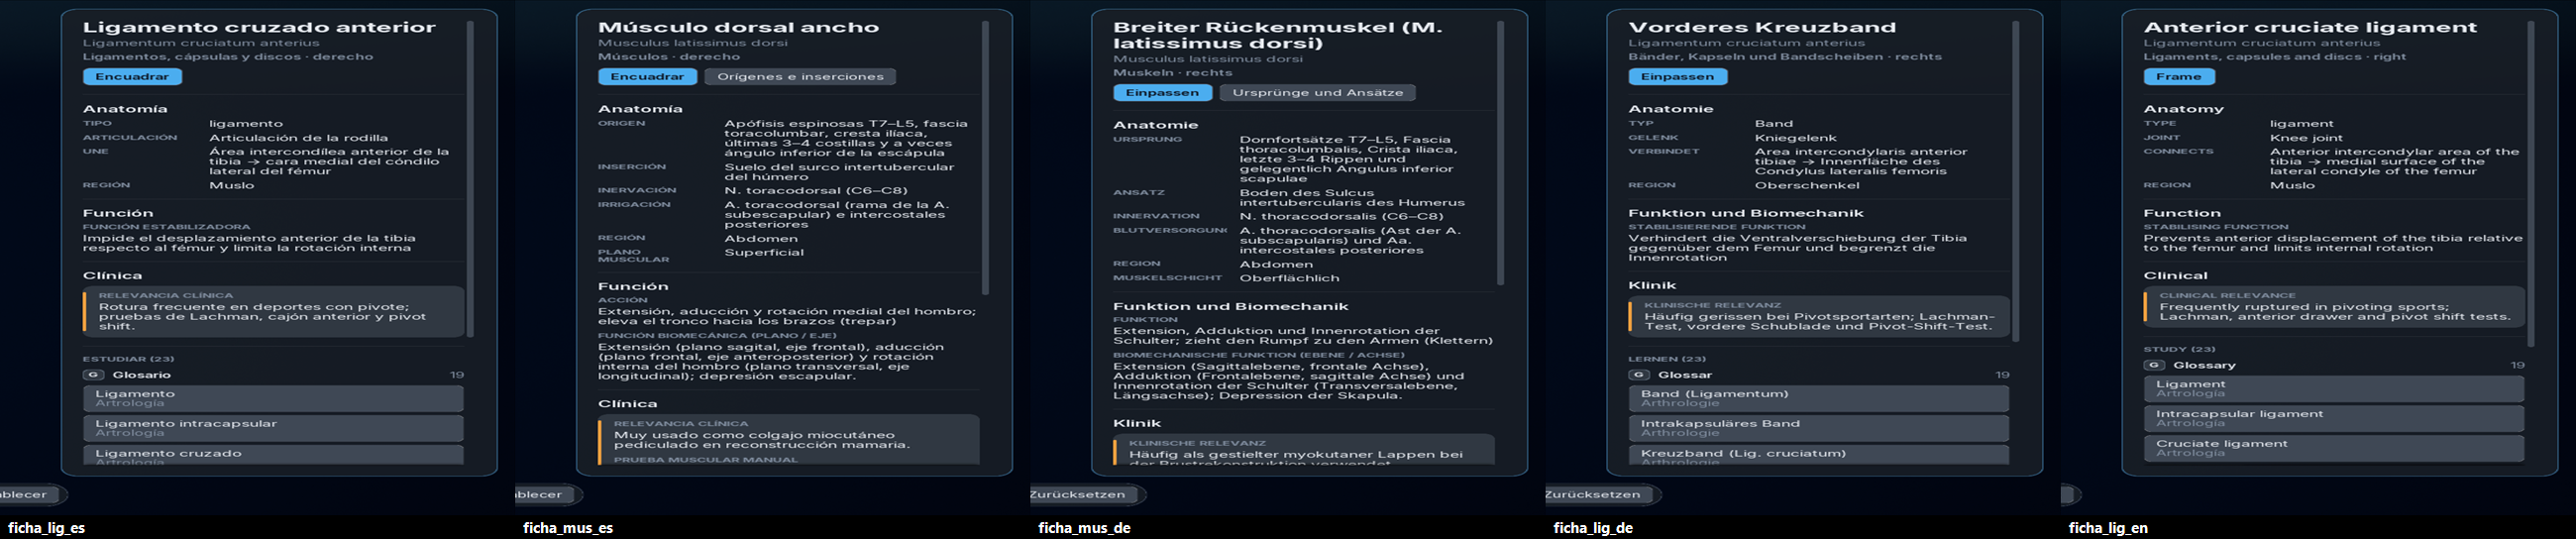 Ligamento cruzado anterior
Ligamentum cruciatum anterius
Ligamentos, cápsulas y discos · derecho
Encuadrar
Anatomía
TIPO ligamento
ARTICULACIÓN Articulación de la rodilla
UNE Área intercondílea anterior de la
tibia → cara medial del cóndilo
lateral del fémur
REGIÓN Muslo
Función
FUNCIÓN ESTABILIZADORA
Impide el desplazamiento anterior de la tibia
respecto al fémur y limita la rotación interna
Clínica
RELEVANCIA CLÍNICA
Rotura frecuente en deportes con pivote;
pruebas de Lachman, cajón anterior y pivot
shift.
ESTUDIAR (23)
G Glosario 19
Ligamento
Artrología
Ligamento intracapsular
Artrología
Ligamento cruzado
Artrología
ablecer
ficha_lig_es
Músculo dorsal ancho
Musculus latissimus dorsi
Músculos · derecho
Encuadrar Orígenes e inserciones
Anatomía
ORIGEN Apófisis espinosas T7–L5, fascia
toracolumbar, cresta ilíaca,
últimas 3–4 costillas y a veces
ángulo inferior de la escápula
INSERCIÓN Suelo del surco intertubercular
del húmero
INERVACIÓN N. toracodorsal (C6–C8)
IRRIGACIÓN A. toracodorsal (rama de la A.
subescapular) e intercostales
posteriores
REGIÓN Abdomen
PLANO Superficial
MUSCULAR
Función
ACCIÓN
Extensión, aducción y rotación medial del hombro;
eleva el tronco hacia los brazos (trepar)
FUNCIÓN BIOMECÁNICA (PLANO / EJE)
Extensión (plano sagital, eje frontal), aducción
(plano frontal, eje anteroposterior) y rotación
interna del hombro (plano transversal, eje
longitudinal); depresión escapular.
Clínica
RELEVANCIA CLÍNICA
Muy usado como colgajo miocutáneo
pediculado en reconstrucción mamaria.
PRUEBA MUSCULAR MANUAL
ablecer
ficha_mus_es
Breiter Rückenmuskel (M.
latissimus dorsi)
Musculus latissimus dorsi
Muskeln · rechts
Einpassen Ursprünge und Ansätze
Anatomie
URSPRUNG Dornfortsätze T7–L5, Fascia
thoracolumbalis, Crista iliaca,
letzte 3–4 Rippen und
gelegentlich Angulus inferior
scapulae
ANSATZ Boden des Sulcus
intertubercularis des Humerus
INNERVATION N. thoracodorsalis (C6–C8)
BLUTVERSORGUN A. thoracodorsalis (Ast der A.
subscapularis) und Aa.
intercostales posteriores
REGION Abdomen
MUSKELSCHICHT Oberflächlich
Funktion und Biomechanik
FUNKTION
Extension, Adduktion und Innenrotation der
Schulter; zieht den Rumpf zu den Armen (Klettern)
BIOMECHANISCHE FUNKTION (EBENE / ACHSE)
Extension (Sagittalebene, frontale Achse),
Adduktion (Frontalebene, sagittale Achse) und
Innenrotation der Schulter (Transversalebene,
Längsachse); Depression der Skapula.
Klinik
KLINISCHE RELEVANZ
Häufig als gestielter myokutaner Lappen bei
der Brustrekonstruktion verwendet.
Zurücksetzen
ficha_mus_de
Vorderes Kreuzband
Ligamentum cruciatum anterius
Bänder, Kapseln und Bandscheiben · rechts
Einpassen
Anatomie
TYP Band
GELENK Kniegelenk
VERBINDET Area intercondylaris anterior
tibiae → Innenfläche des
Condylus lateralis femoris
REGION Oberschenkel
Funktion und Biomechanik
STABILISIERENDE FUNKTION
Verhindert die Ventralverschiebung der Tibia
gegenüber dem Femur und begrenzt die
Innenrotation
Klinik
KLINISCHE RELEVANZ
Häufig gerissen bei Pivotsportarten; Lachman-
Test, vordere Schublade und Pivot-Shift-Test.
LERNEN (23)
G Glossar 19
Band (Ligamentum)
Arthrologie
Intrakapsuläres Band
Arthrologie
Kreuzband (Lig. cruciatum)
Arthrologie
Zurücksetzen
ficha_lig_de
Anterior cruciate ligament
Ligamentum cruciatum anterius
Ligaments, capsules and discs · right
Frame
Anatomy
TYPE ligament
JOINT Knee joint
CONNECTS Anterior intercondylar area of the
tibia → medial surface of the
lateral condyle of the femur
REGION Muslo
Function
STABILISING FUNCTION
Prevents anterior displacement of the tibia relative
to the femur and limits internal rotation
Clinical
CLINICAL RELEVANCE
Frequently ruptured in pivoting sports;
Lachman, anterior drawer and pivot shift tests.
STUDY (23)
G Glossary 19
Ligament
Artrología
Intracapsular ligament
Artrología
Cruciate ligament
Artrología
ficha_lig_en